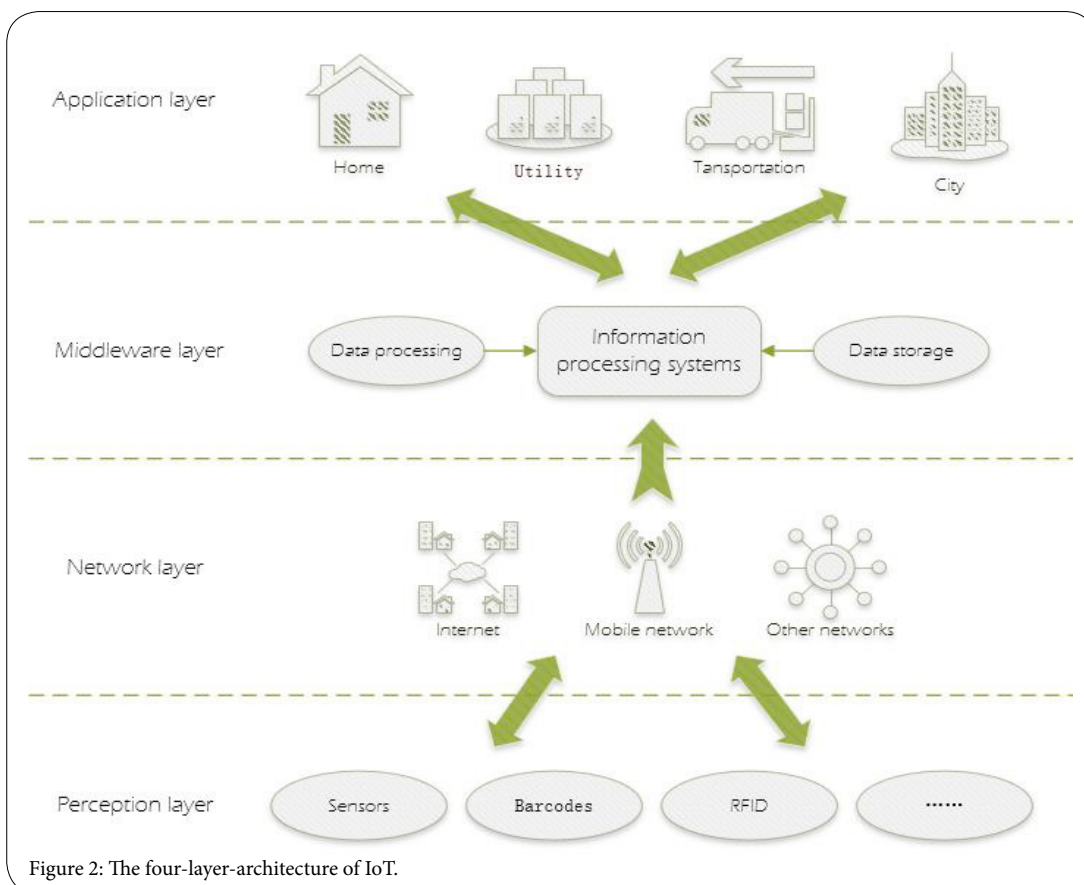 Application layer
Home
Utility
Tansportation
City
Middleware layer
Data processing
Information
processing systems
Data storage
Network layer
Internet
Mobile network
Other networks
Perception layer
Sensors
Barcodes
RFID
······
Figure 2: The four-layer-architecture of IoT.